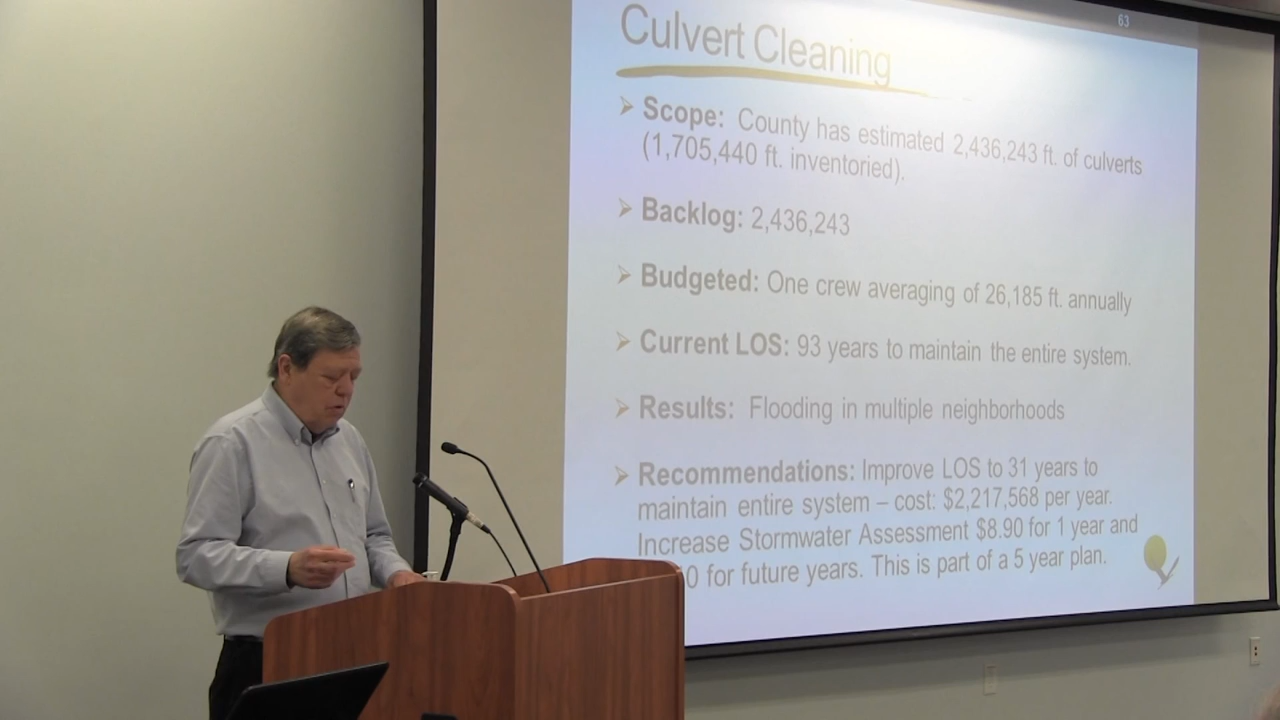 63
Culvert Cleaning
Scope: County has estimated 2,436,243 ft. of culverts
(1,705,440 ft. inventoried).
Backlog: 2,436,243
Budgeted: One crew averaging of 26,185 ft. annually
Current LOS: 93 years to maintain the entire system.
Results: Flooding in multiple neighborhoods
Recommendations: Improve LOS to 31 years to
maintain entire system – cost: $2,217,568 per year.
Increase Stormwater Assessment $8.90 for 1 year and
0 for future years. This is part of a 5 year plan.